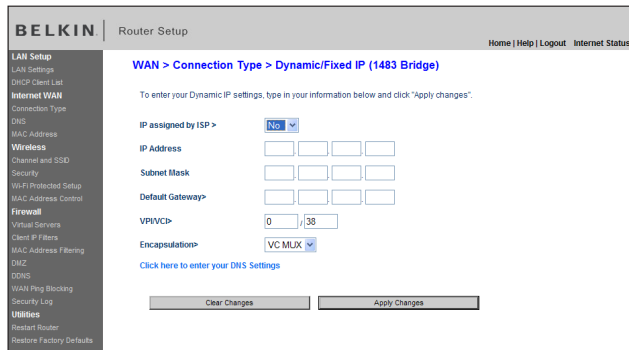 BELKIN.
Router Setup
Home | Help | Logout Internet Status
LAN Setup
LAN Settings
DHCP Client List
Internet WAN
Connection Type
DNS
MAC Address
Wireless
Channel and SSID
Security
Wi-Fi Protected Setup
MAC Address Control
Firewall
Virtual Servers
Client IP Filters
MAC Address Filtering
DMZ
DDNS
WAN Ping Blocking
Security Log
Utilities
Restart Router
Restore Factory Defaults
WAN > Connection Type > Dynamic/Fixed IP (1483 Bridge)
To enter your Dynamic IP settings, type in your information below and click "Apply changes".
IP assigned by ISP > No
IP Address . . .
Subnet Mask . . .
Default Gateway> . . .
VPI/VCI> 0 / 38
Encapsulation> VC MUX
Click here to enter your DNS Settings
Clear Changes Apply Changes